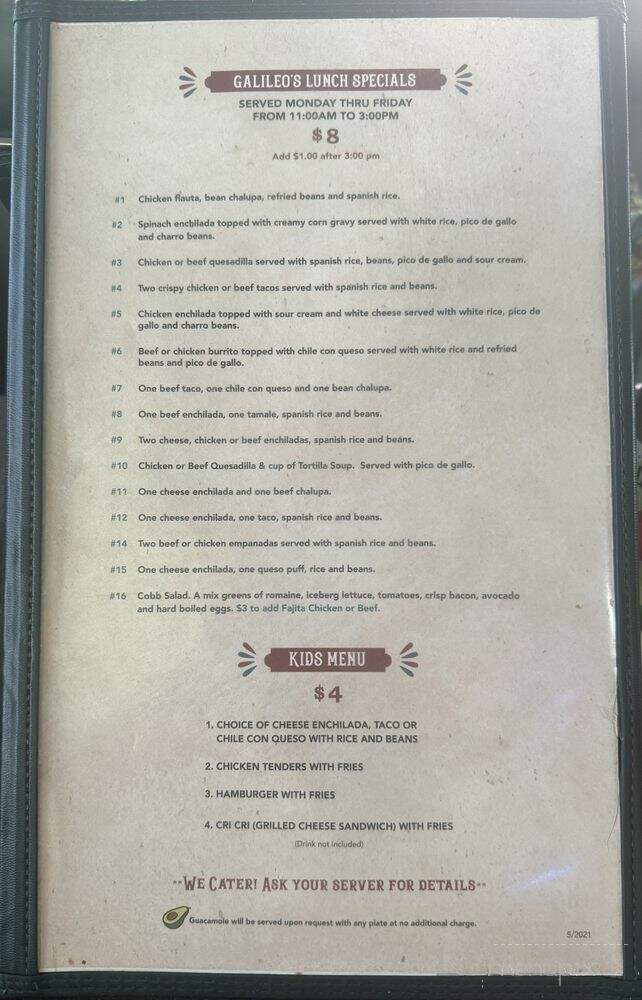 GALILEO'S LUNCH SPECIALS
SERVED MONDAY THRU FRIDAY
FROM 11:00AM TO 3:00PM
$8
Add $1.00 after 3:00 pm
#1 Chicken flauta, bean chalupa, refried beans and spanish rice.
#2 Spinach enchilada topped with creamy corn gravy served with white rice, pico de gallo
and charro beans.
#3 Chicken or beef quesadilla served with spanish rice, beans, pico de gallo and sour cream.
#4 Two crispy chicken or beef tacos served with spanish rice and beans.
#5 Chicken enchilada topped with sour cream and white cheese served with white rice, pico de
gallo and charro beans.
#6 Beef or chicken burrito topped with chile con queso served with white rice and refried
beans and pico de gallo.
#7 One beef taco, one chile con queso and one bean chalupa.
#8 One beef enchilada, one tamale, spanish rice and beans.
#9 Two cheese, chicken or beef enchiladas, spanish rice and beans.
#10 Chicken or Beef Quesadilla & cup of Tortilla Soup. Served with pico de gallo.
#11 One cheese enchilada and one beef chalupa.
#12 One cheese enchilada, one taco, spanish rice and beans.
#14 Two beef or chicken empanadas served with spanish rice and beans.
#15 One cheese enchilada, one queso puff, rice and beans.
#16 Cobb Salad. A mix greens of romaine, iceberg lettuce, tomatoes, crisp bacon, avocado
and hard boiled eggs. $3 to add Fajita Chicken or Beef.
KIDS MENU
$4
1. CHOICE OF CHEESE ENCHILADA, TACO OR
CHILE CON QUESO WITH RICE AND BEANS
2. CHICKEN TENDERS WITH FRIES
3. HAMBURGER WITH FRIES
4. CRI CRI (GRILLED CHEESE SANDWICH) WITH FRIES
(Drink not included)
**WE CATER! ASK YOUR SERVER FOR DETAILS**
Guacamole will be served upon request with any plate at no additional charge.
5/2021